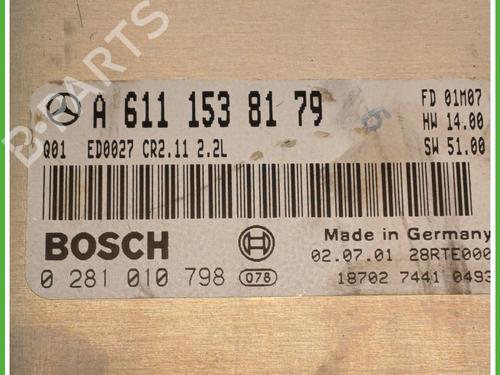 B-PARTS
A 611 153 81 79
FD 01M07
HW 14.00
Q01 ED0027 CR2.11 2.2L
SW 51.00
BOSCH
Made in Germany
02.07.01 28RTE000
0 281 010 798 078
18702 7441 0493